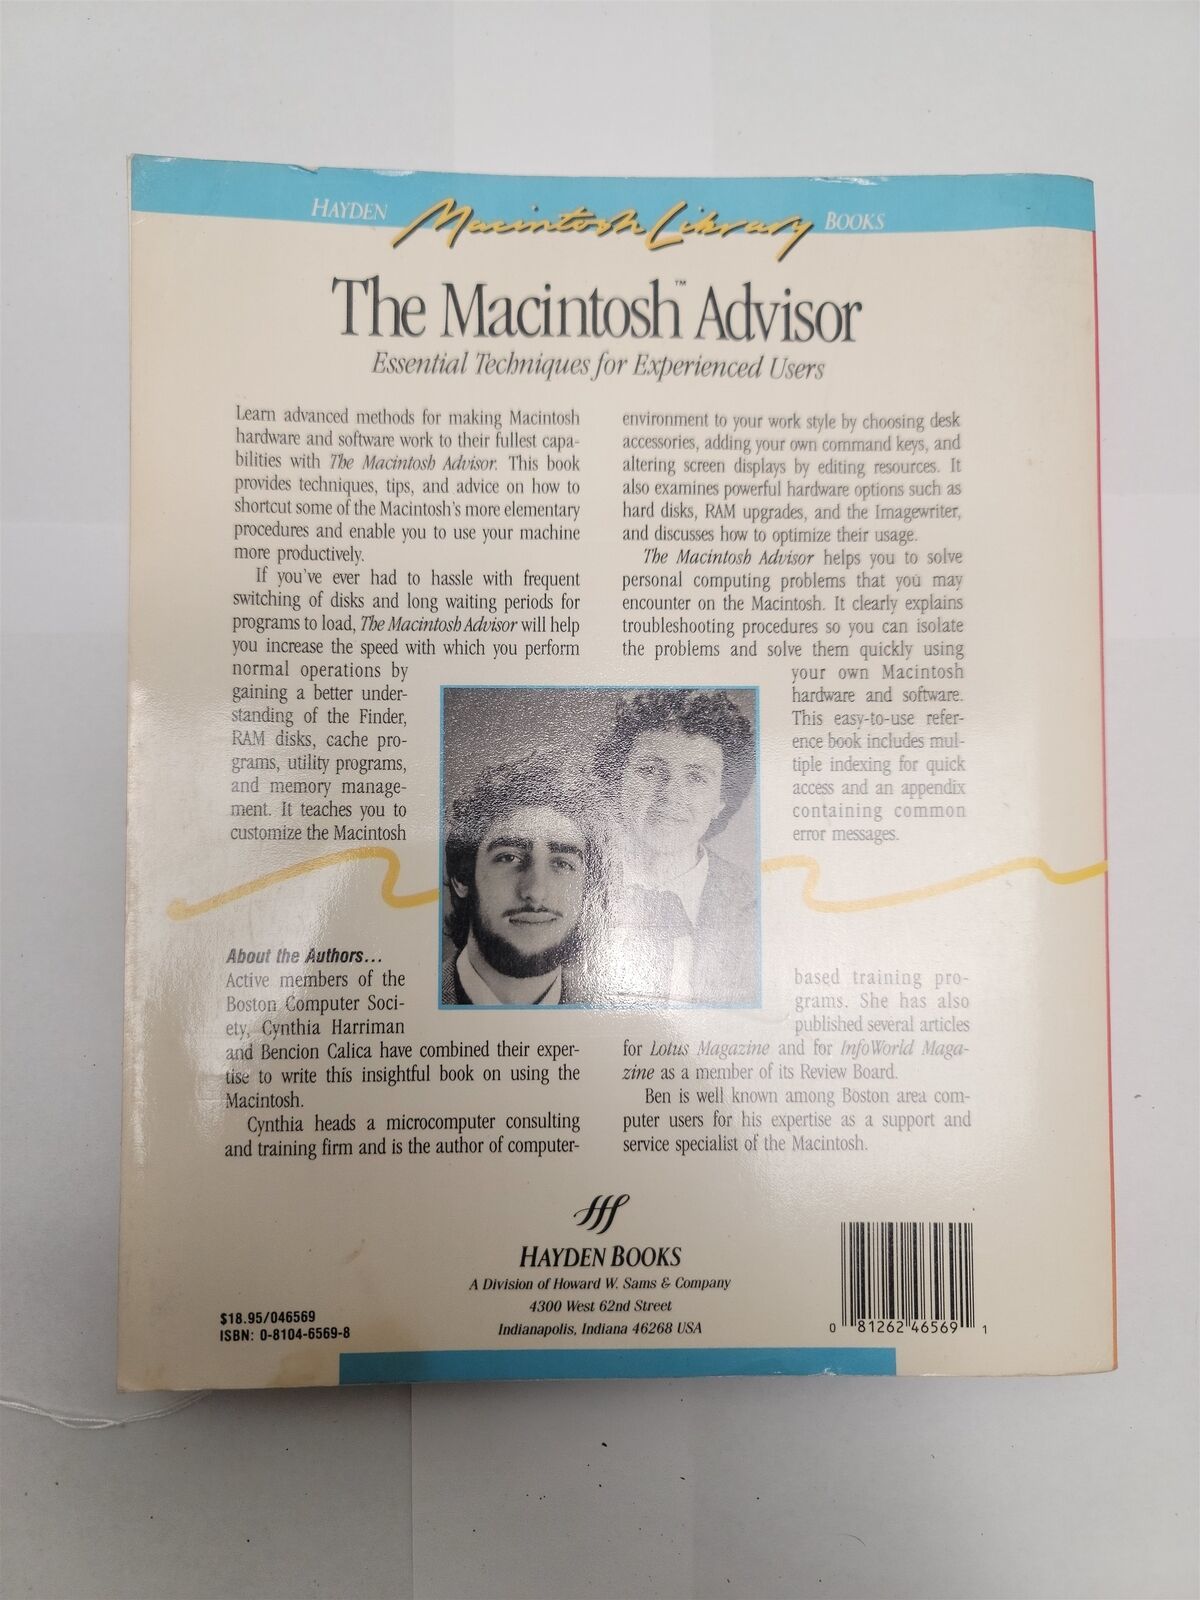 HAYDEN Macintosh Library BOOKS
The Macintosh™ Advisor
Essential Techniques for Experienced Users
Learn advanced methods for making Macintosh
hardware and software work to their fullest capa-
bilities with The Macintosh Advisor. This book
provides techniques, tips, and advice on how to
shortcut some of the Macintosh's more elementary
procedures and enable you to use your machine
more productively.
If you've ever had to hassle with frequent
switching of disks and long waiting periods for
programs to load, The Macintosh Advisor will help
you increase the speed with which you perform
normal operations by
gaining a better under-
standing of the Finder,
RAM disks, cache pro-
grams, utility programs,
and memory manage-
ment. It teaches you to
customize the Macintosh
environment to your work style by choosing desk
accessories, adding your own command keys, and
altering screen displays by editing resources. It
also examines powerful hardware options such as
hard disks, RAM upgrades, and the Imagewriter,
and discusses how to optimize their usage.
The Macintosh Advisor helps you to solve
personal computing problems that you may
encounter on the Macintosh. It clearly explains
troubleshooting procedures so you can isolate
the problems and solve them quickly using
your own Macintosh
hardware and software.
This easy-to-use refer-
ence book includes mul-
tiple indexing for quick
access and an appendix
containing common
error messages.
About the Authors...
Active members of the
Boston Computer Soci-
ety, Cynthia Harriman
and Bencion Calica have combined their exper-
tise to write this insightful book on using the
Macintosh.
Cynthia heads a microcomputer consulting
and training firm and is the author of computer-
based training pro-
grams. She has also
published several articles
for Lotus Magazine and for InfoWorld Maga-
zine as a member of its Review Board.
Ben is well known among Boston area com-
puter users for his expertise as a support and
service specialist of the Macintosh.
HAYDEN BOOKS
A Division of Howard W. Sams & Company
4300 West 62nd Street
Indianapolis, Indiana 46268 USA
$18.95/046569
ISBN: 0-8104-6569-8
0 81262 46569 1